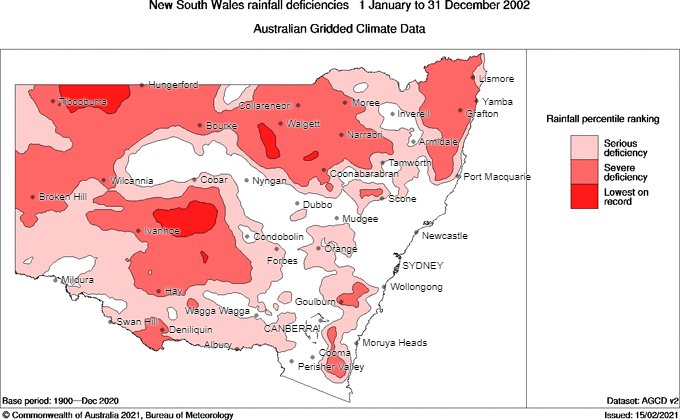 New South Wales rainfall deficiencies 1 January to 31 December 2002
Australian Gridded Climate Data
Hungerford
Lismore
Tibooburra
Collarenebri
Moree
Yamba
Inverell
Grafton
Bourke
Walgett
Narrabri
Armidale
Tamworth
Coonabarabran
Port Macquarie
Wilcannia
Cobar
Nyngan
Broken Hill
Scone
Dubbo
Mudgee
Ivanhoe
Condobolin
Newcastle
Orange
Forbes
SYDNEY
Mildura
Hay
Wollongong
Goulburn
Wagga Wagga
Swan Hill
Deniliquin
CANBERRA
Albury
Moruya Heads
Cooma
Perisher Valley
Rainfall percentile ranking
Serious
deficiency
Severe
deficiency
Lowest on
record
Base period: 1900—Dec 2020
Dataset: AGCD v2
© Commonwealth of Australia 2021, Bureau of Meteorology
Issued: 15/02/2021